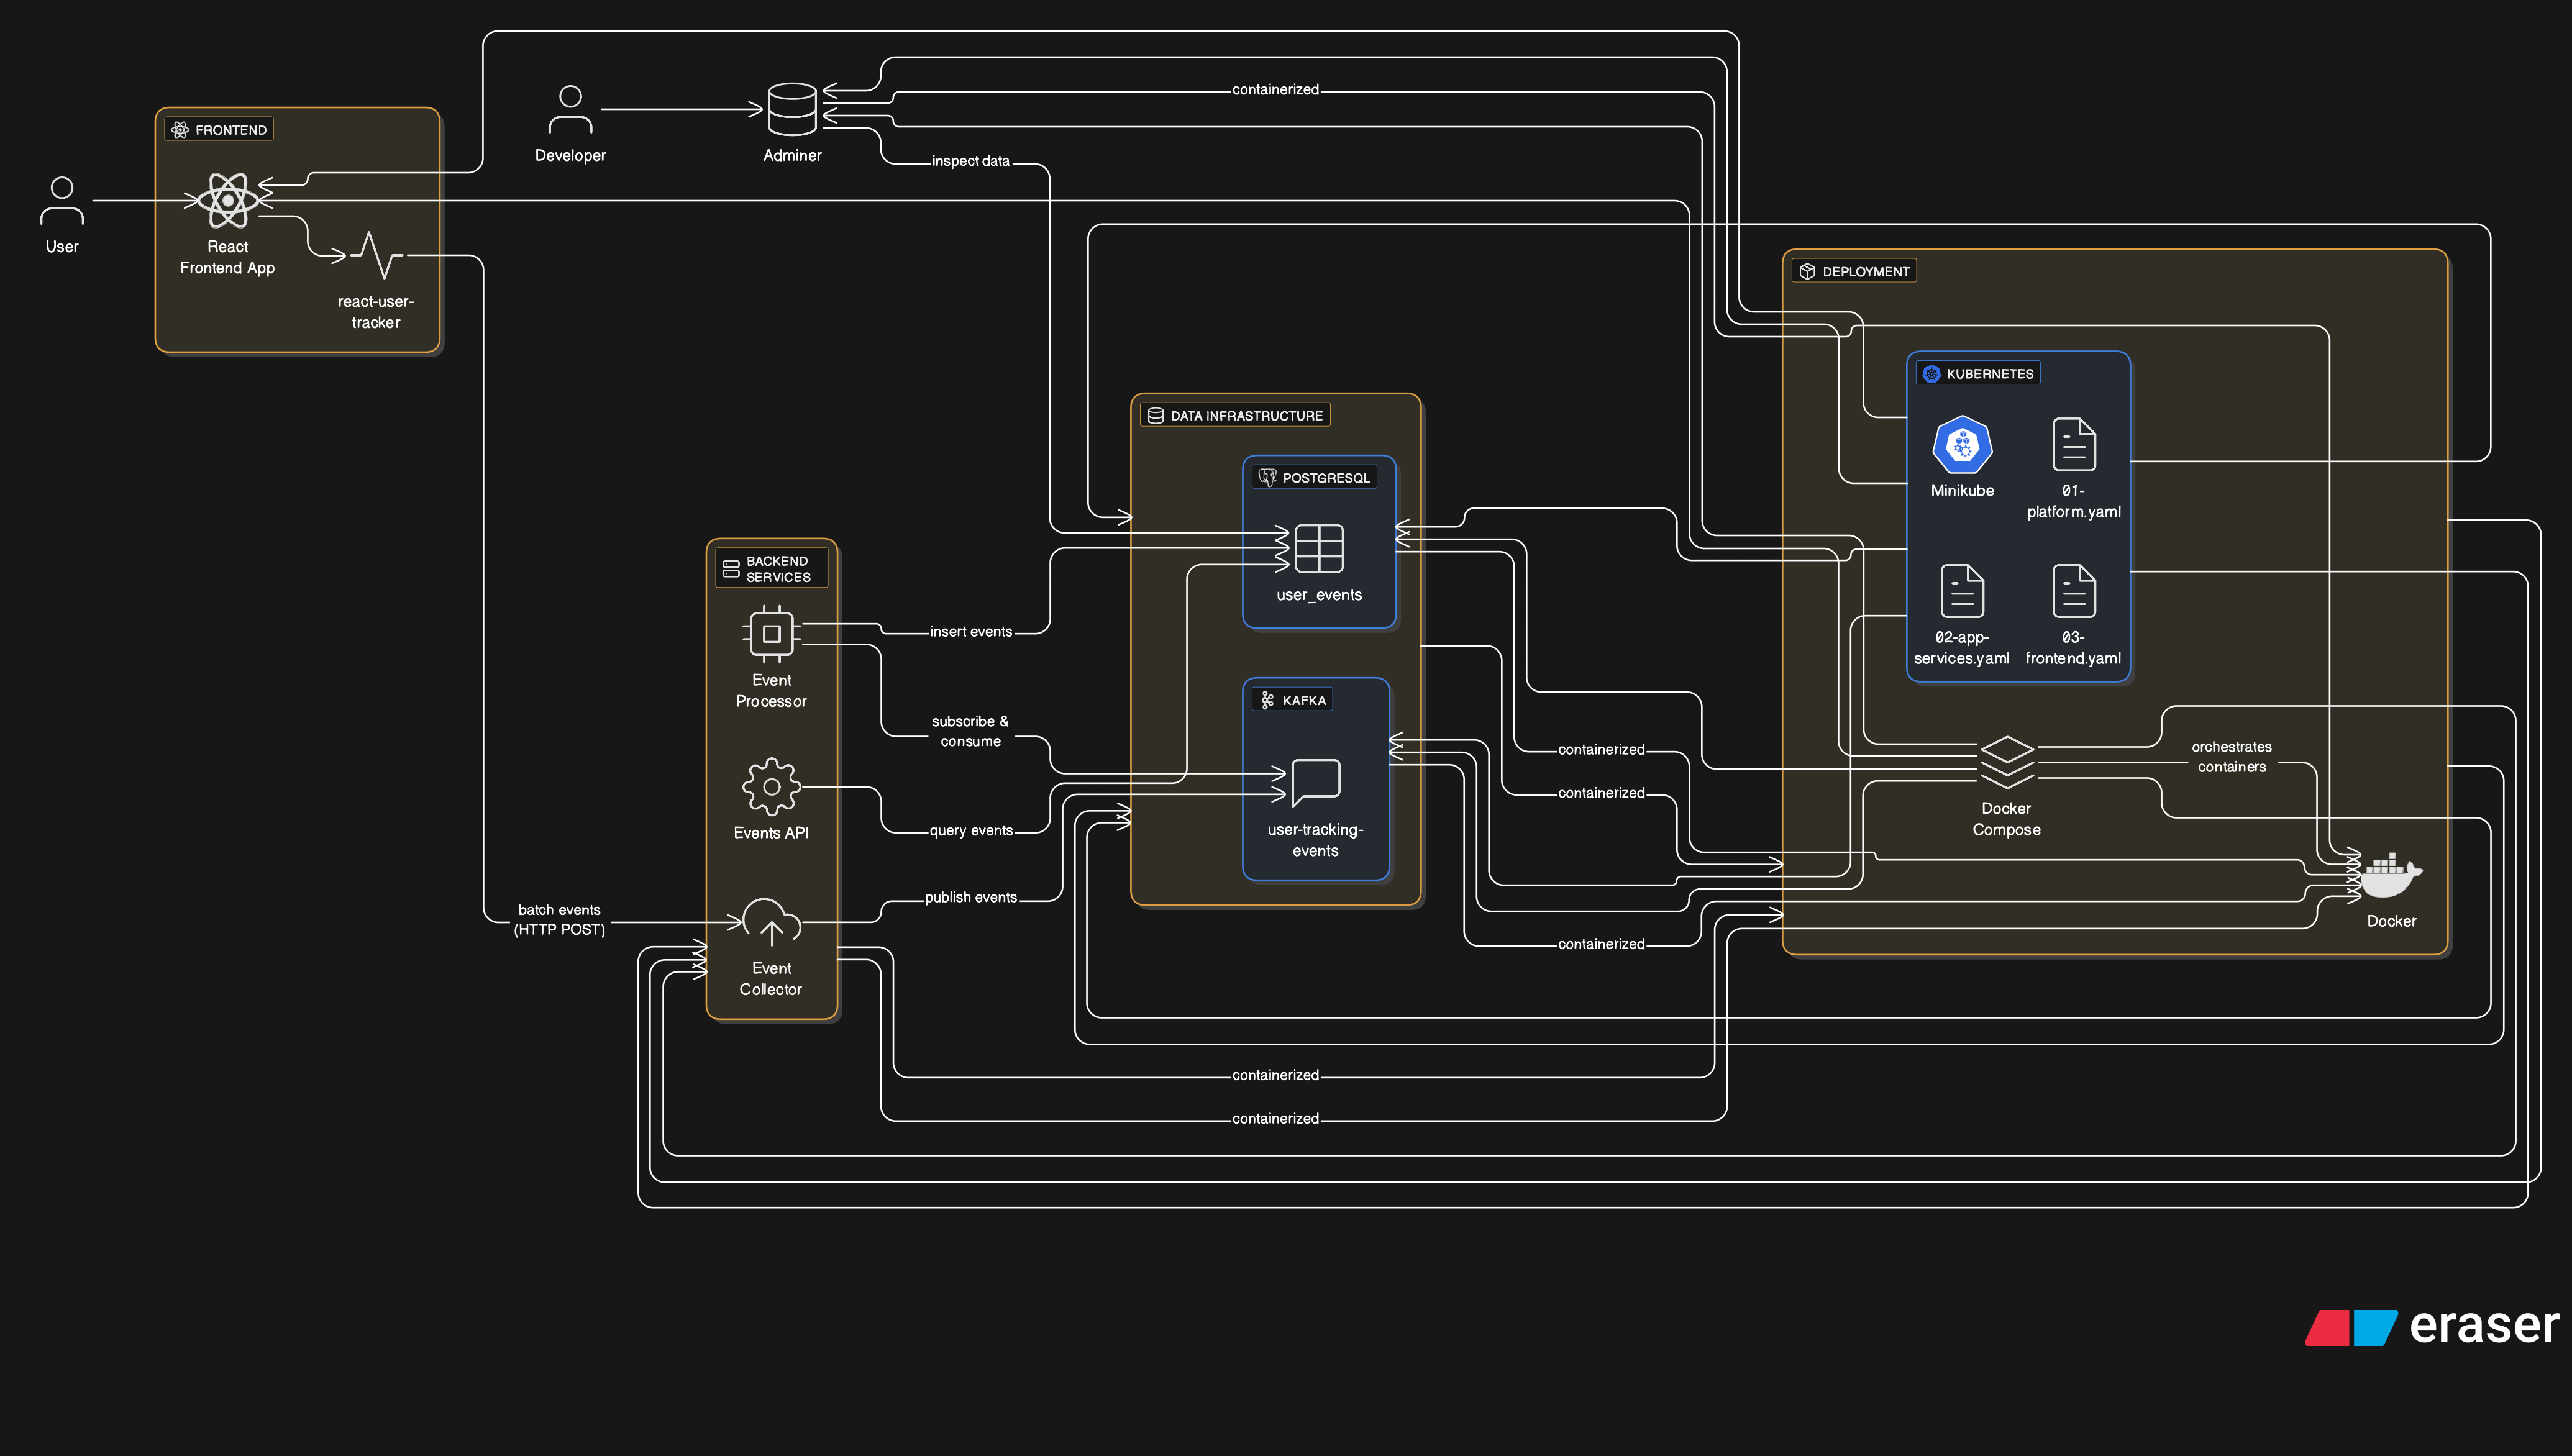 containerized
Developer
Adminer
FRONTEND
inspect data
User
React
Frontend App
react-user-
tracker
DEPLOYMENT
KUBERNETES
Minikube
01-
platform.yaml
02-app-
services.yaml
03-
frontend.yaml
DATA INFRASTRUCTURE
POSTGRESQL
user_events
KAFKA
user-tracking-
events
BACKEND
SERVICES
Event
Processor
Events API
Event
Collector
insert events
subscribe &
consume
query events
publish events
batch events
(HTTP POST)
containerized
containerized
containerized
orchestrates
containers
Docker
Compose
Docker
containerized
containerized
eraser